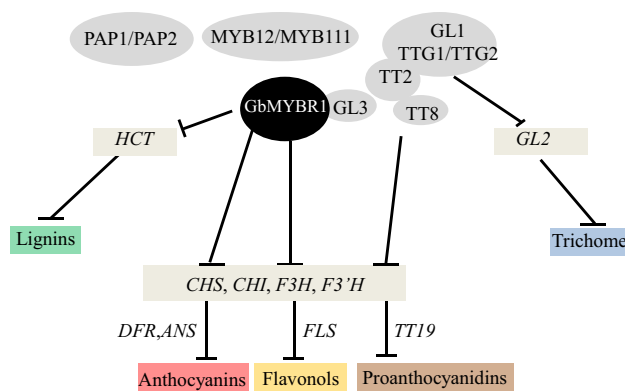 PAP1/PAP2
MYB12/MYB111
GL1
TTG1/TTG2
TT2
GbMYBR1
GL3
TT8
HCT
GL2
Lignins
Trichome
CHS, CHI, F3H, F3’H
DFR,ANS
FLS
TT19
Anthocyanins
Flavonols
Proanthocyanidins